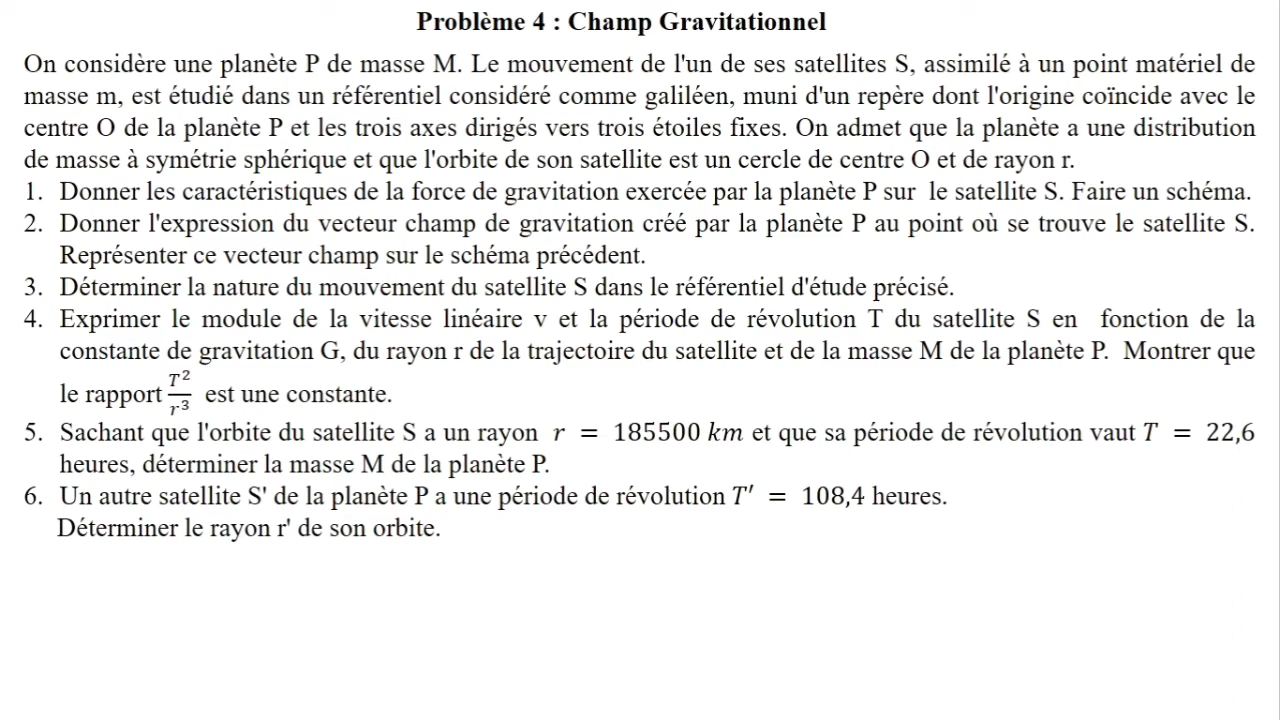 Problème 4 : Champ Gravitationnel
On considère une planète P de masse M. Le mouvement de l'un de ses satellites S, assimilé à un point matériel de
masse m, est étudié dans un référentiel considéré comme galiléen, muni d'un repère dont l'origine coïncide avec le
centre O de la planète P et les trois axes dirigés vers trois étoiles fixes. On admet que la planète a une distribution
de masse à symétrie sphérique et que l'orbite de son satellite est un cercle de centre O et de rayon r.
1. Donner les caractéristiques de la force de gravitation exercée par la planète P sur le satellite S. Faire un schéma.
2. Donner l'expression du vecteur champ de gravitation créé par la planète P au point où se trouve le satellite S.
Représenter ce vecteur champ sur le schéma précédent.
3. Déterminer la nature du mouvement du satellite S dans le référentiel d'étude précisé.
4. Exprimer le module de la vitesse linéaire v et la période de révolution T du satellite S en fonction de la
constante de gravitation G, du rayon r de la trajectoire du satellite et de la masse M de la planète P. Montrer que
le rapport T²/r³ est une constante.
5. Sachant que l'orbite du satellite S a un rayon r = 185500 km et que sa période de révolution vaut T = 22,6
heures, déterminer la masse M de la planète P.
6. Un autre satellite S' de la planète P a une période de révolution T′ = 108,4 heures.
Déterminer le rayon r' de son orbite.